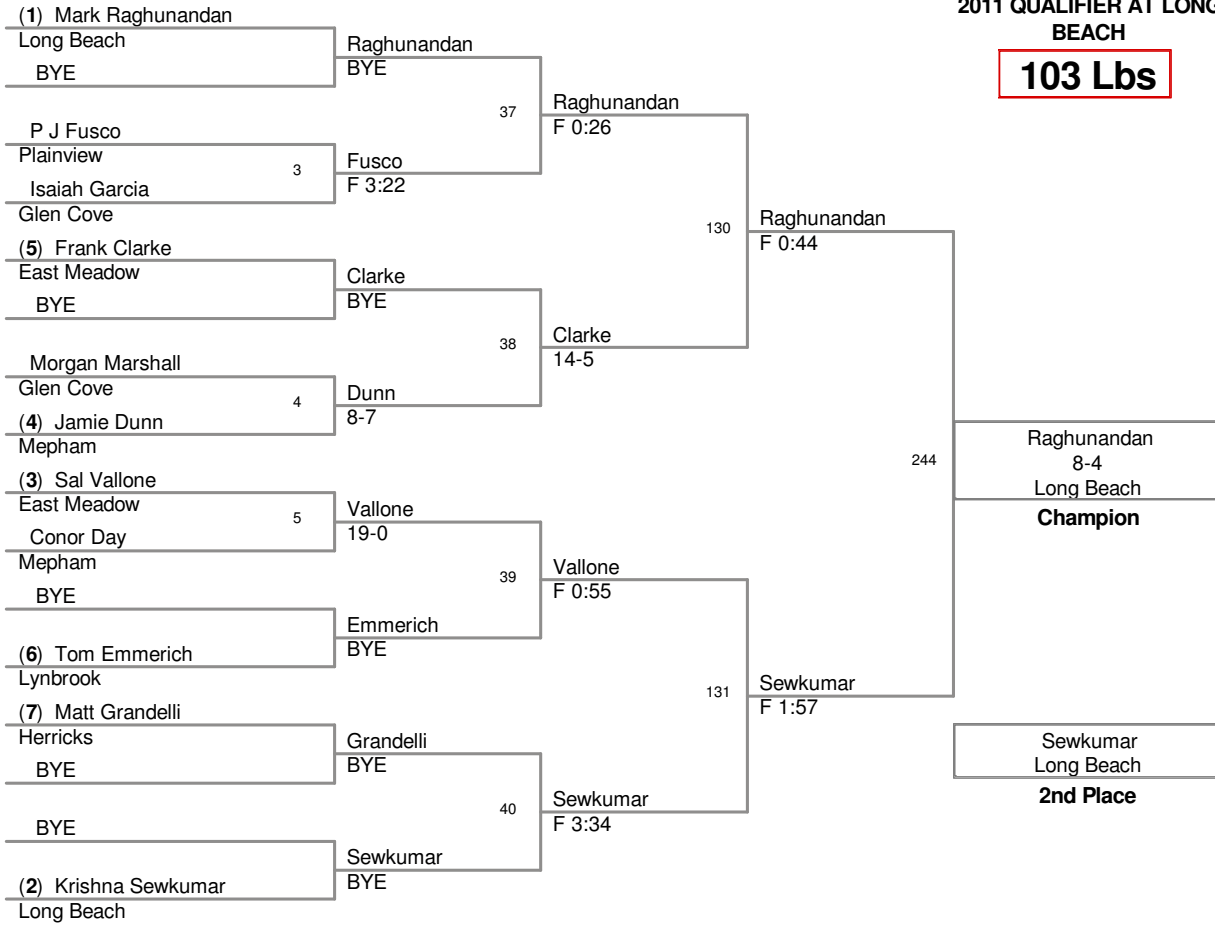 2011 QUALIFIER AT LONG
BEACH
103 Lbs
(1) Mark Raghunandan
Long Beach
BYE
P J Fusco
Plainview
3
Isaiah Garcia
Glen Cove
(5) Frank Clarke
East Meadow
BYE
Morgan Marshall
Glen Cove
4
(4) Jamie Dunn
Mepham
(3) Sal Vallone
East Meadow
5
Conor Day
Mepham
BYE
(6) Tom Emmerich
Lynbrook
(7) Matt Grandelli
Herricks
BYE
BYE
(2) Krishna Sewkumar
Long Beach
Raghunandan
BYE
37
Fusco
F 3:22
Clarke
BYE
38
Dunn
8-7
Vallone
19-0
39
Emmerich
BYE
Grandelli
BYE
40
Sewkumar
BYE
Raghunandan
F 0:26
130
Clarke
14-5
Vallone
F 0:55
131
Sewkumar
F 3:34
Raghunandan
F 0:44
244
Sewkumar
F 1:57
Raghunandan
8-4
Long Beach
Champion
Sewkumar
Long Beach
2nd Place